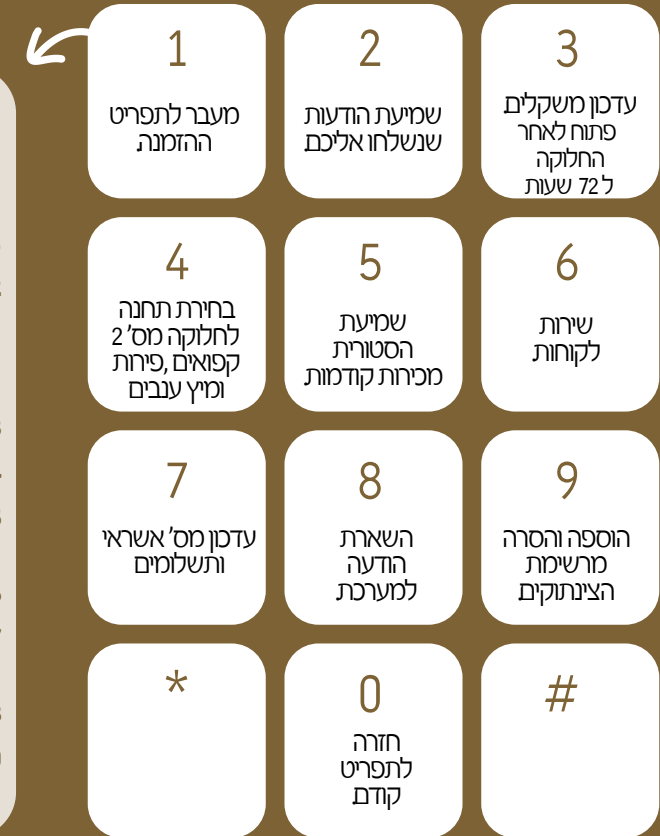 1
מעבר לתפריט
ההזמנה.
2
שמיעת הודעות
שנשלחו אליכם.
3
עדכון משקלים.
פתוח לאחר
החלוקה
ל 72 שעות
4
בחירת תחנה
לחלוקה מס' 2
קפואים ,פירות
ומיץ ענבים
5
שמיעת
הסטורית
מכירות קודמות.
6
שירות
לקוחות.
7
עדכון מס' אשראי
ותשלומים
8
השארת
הודעה
למערכת.
9
הוספה והסרה
מרשימת
הצינתוקים.
*
0
חזרה
לתפריט
קודם.
#